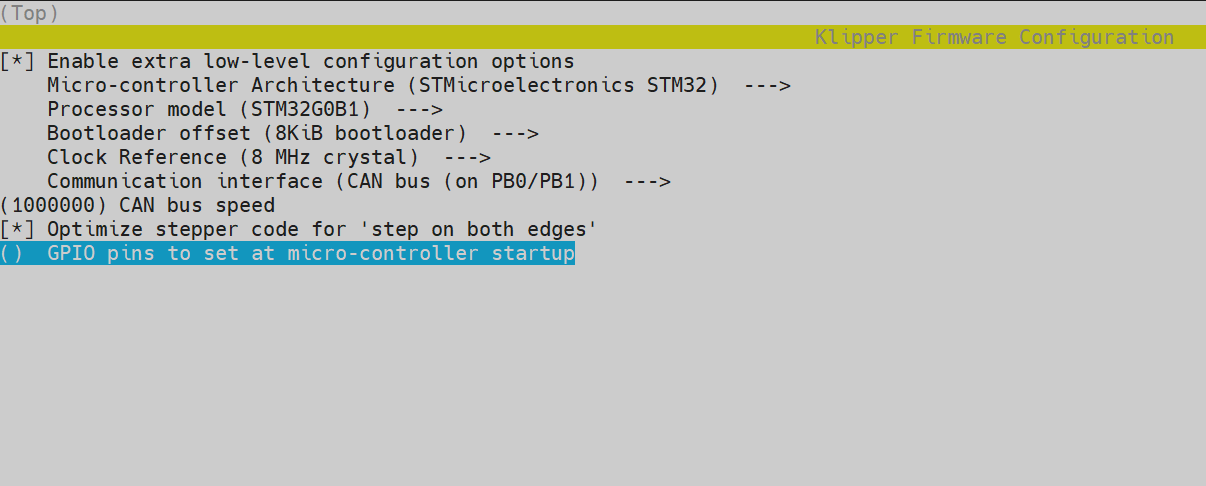 (Top)
Klipper Firmware Configuration
[*] Enable extra low-level configuration options
Micro-controller Architecture (STMicroelectronics STM32)  --->
Processor model (STM32G0B1)  --->
Bootloader offset (8KiB bootloader)  --->
Clock Reference (8 MHz crystal)  --->
Communication interface (CAN bus (on PB0/PB1))  --->
(1000000) CAN bus speed
[*] Optimize stepper code for 'step on both edges'
()  GPIO pins to set at micro-controller startup